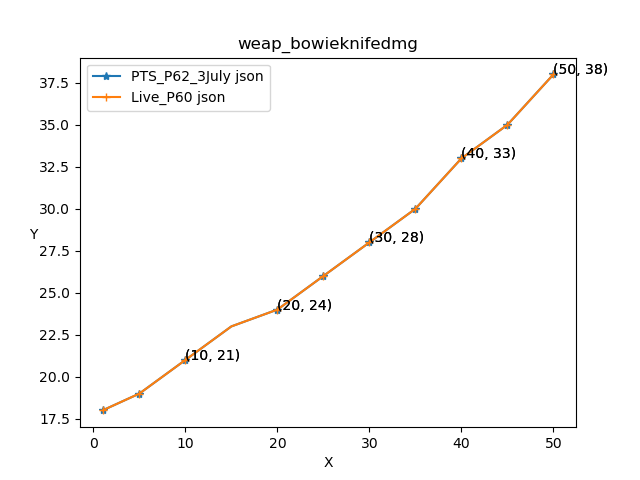 weap_bowieknifedmg
PTS_P62_3July json
Live_P60 json
(50, 38)
(40, 33)
(30, 28)
(20, 24)
(10, 21)
37.5
35.0
32.5
30.0
27.5
25.0
22.5
20.0
17.5
Y
0 10 20 30 40 50
X